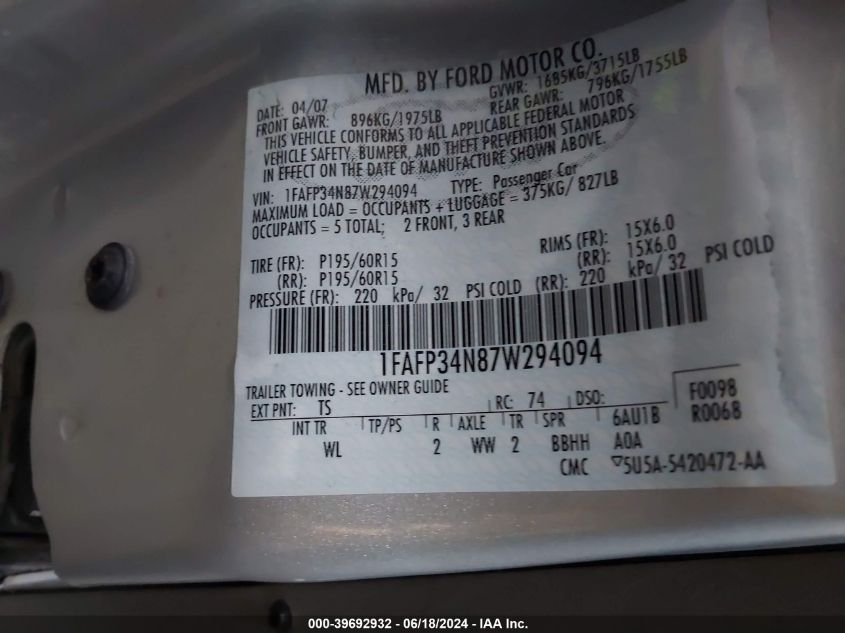 MFD. BY FORD MOTOR CO.
DATE: 04/07 GVWR: 1685KG/3715LB
FRONT GAWR: 896KG/1975LB REAR GAWR: 796KG/1755LB
THIS VEHICLE CONFORMS TO ALL APPLICABLE FEDERAL MOTOR
VEHICLE SAFETY, BUMPER, AND THEFT PREVENTION STANDARDS
IN EFFECT ON THE DATE OF MANUFACTURE SHOWN ABOVE.
VIN: 1FAFP34N87W294094 TYPE: Passenger Car
MAXIMUM LOAD = OCCUPANTS + LUGGAGE = 375KG/ 827LB
OCCUPANTS = 5 TOTAL; 2 FRONT, 3 REAR
TIRE (FR): P195/60R15 RIMS (FR): 15X6.0
(RR): P195/60R15 (RR): 15X6.0
PRESSURE (FR): 220 kPa/ 32 PSI COLD (RR): 220 kPa/ 32 PSI COLD
1FAFP34N87W294094
TRAILER TOWING - SEE OWNER GUIDE
EXT PNT: TS RC: 74 DSO: F0098
INT TR TP/PS R AXLE TR SPR 6AU1B R0068
WL 2 WW 2 BBHH A0A
CMC ▽5U5A-5420472-AA
000-39692932 - 06/18/2024 - IAA Inc.